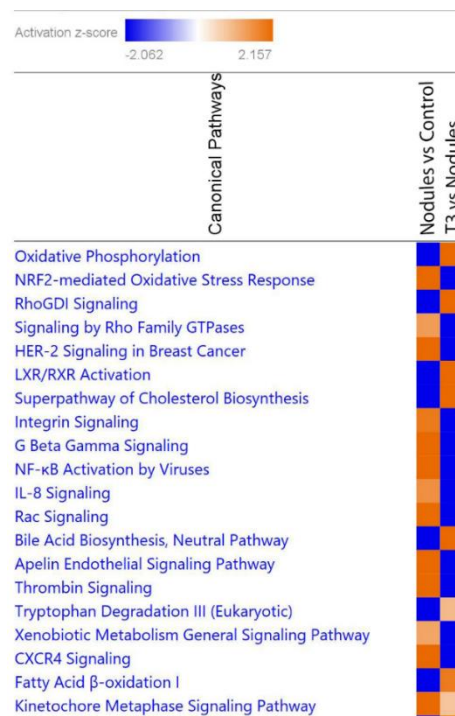 Activation z-score
-2.062 2.157
Canonical Pathways
Nodules vs Control
T3 vs Nodules
Oxidative Phosphorylation
NRF2-mediated Oxidative Stress Response
RhoGDI Signaling
Signaling by Rho Family GTPases
HER-2 Signaling in Breast Cancer
LXR/RXR Activation
Superpathway of Cholesterol Biosynthesis
Integrin Signaling
G Beta Gamma Signaling
NF-κB Activation by Viruses
IL-8 Signaling
Rac Signaling
Bile Acid Biosynthesis, Neutral Pathway
Apelin Endothelial Signaling Pathway
Thrombin Signaling
Tryptophan Degradation III (Eukaryotic)
Xenobiotic Metabolism General Signaling Pathway
CXCR4 Signaling
Fatty Acid β-oxidation I
Kinetochore Metaphase Signaling Pathway